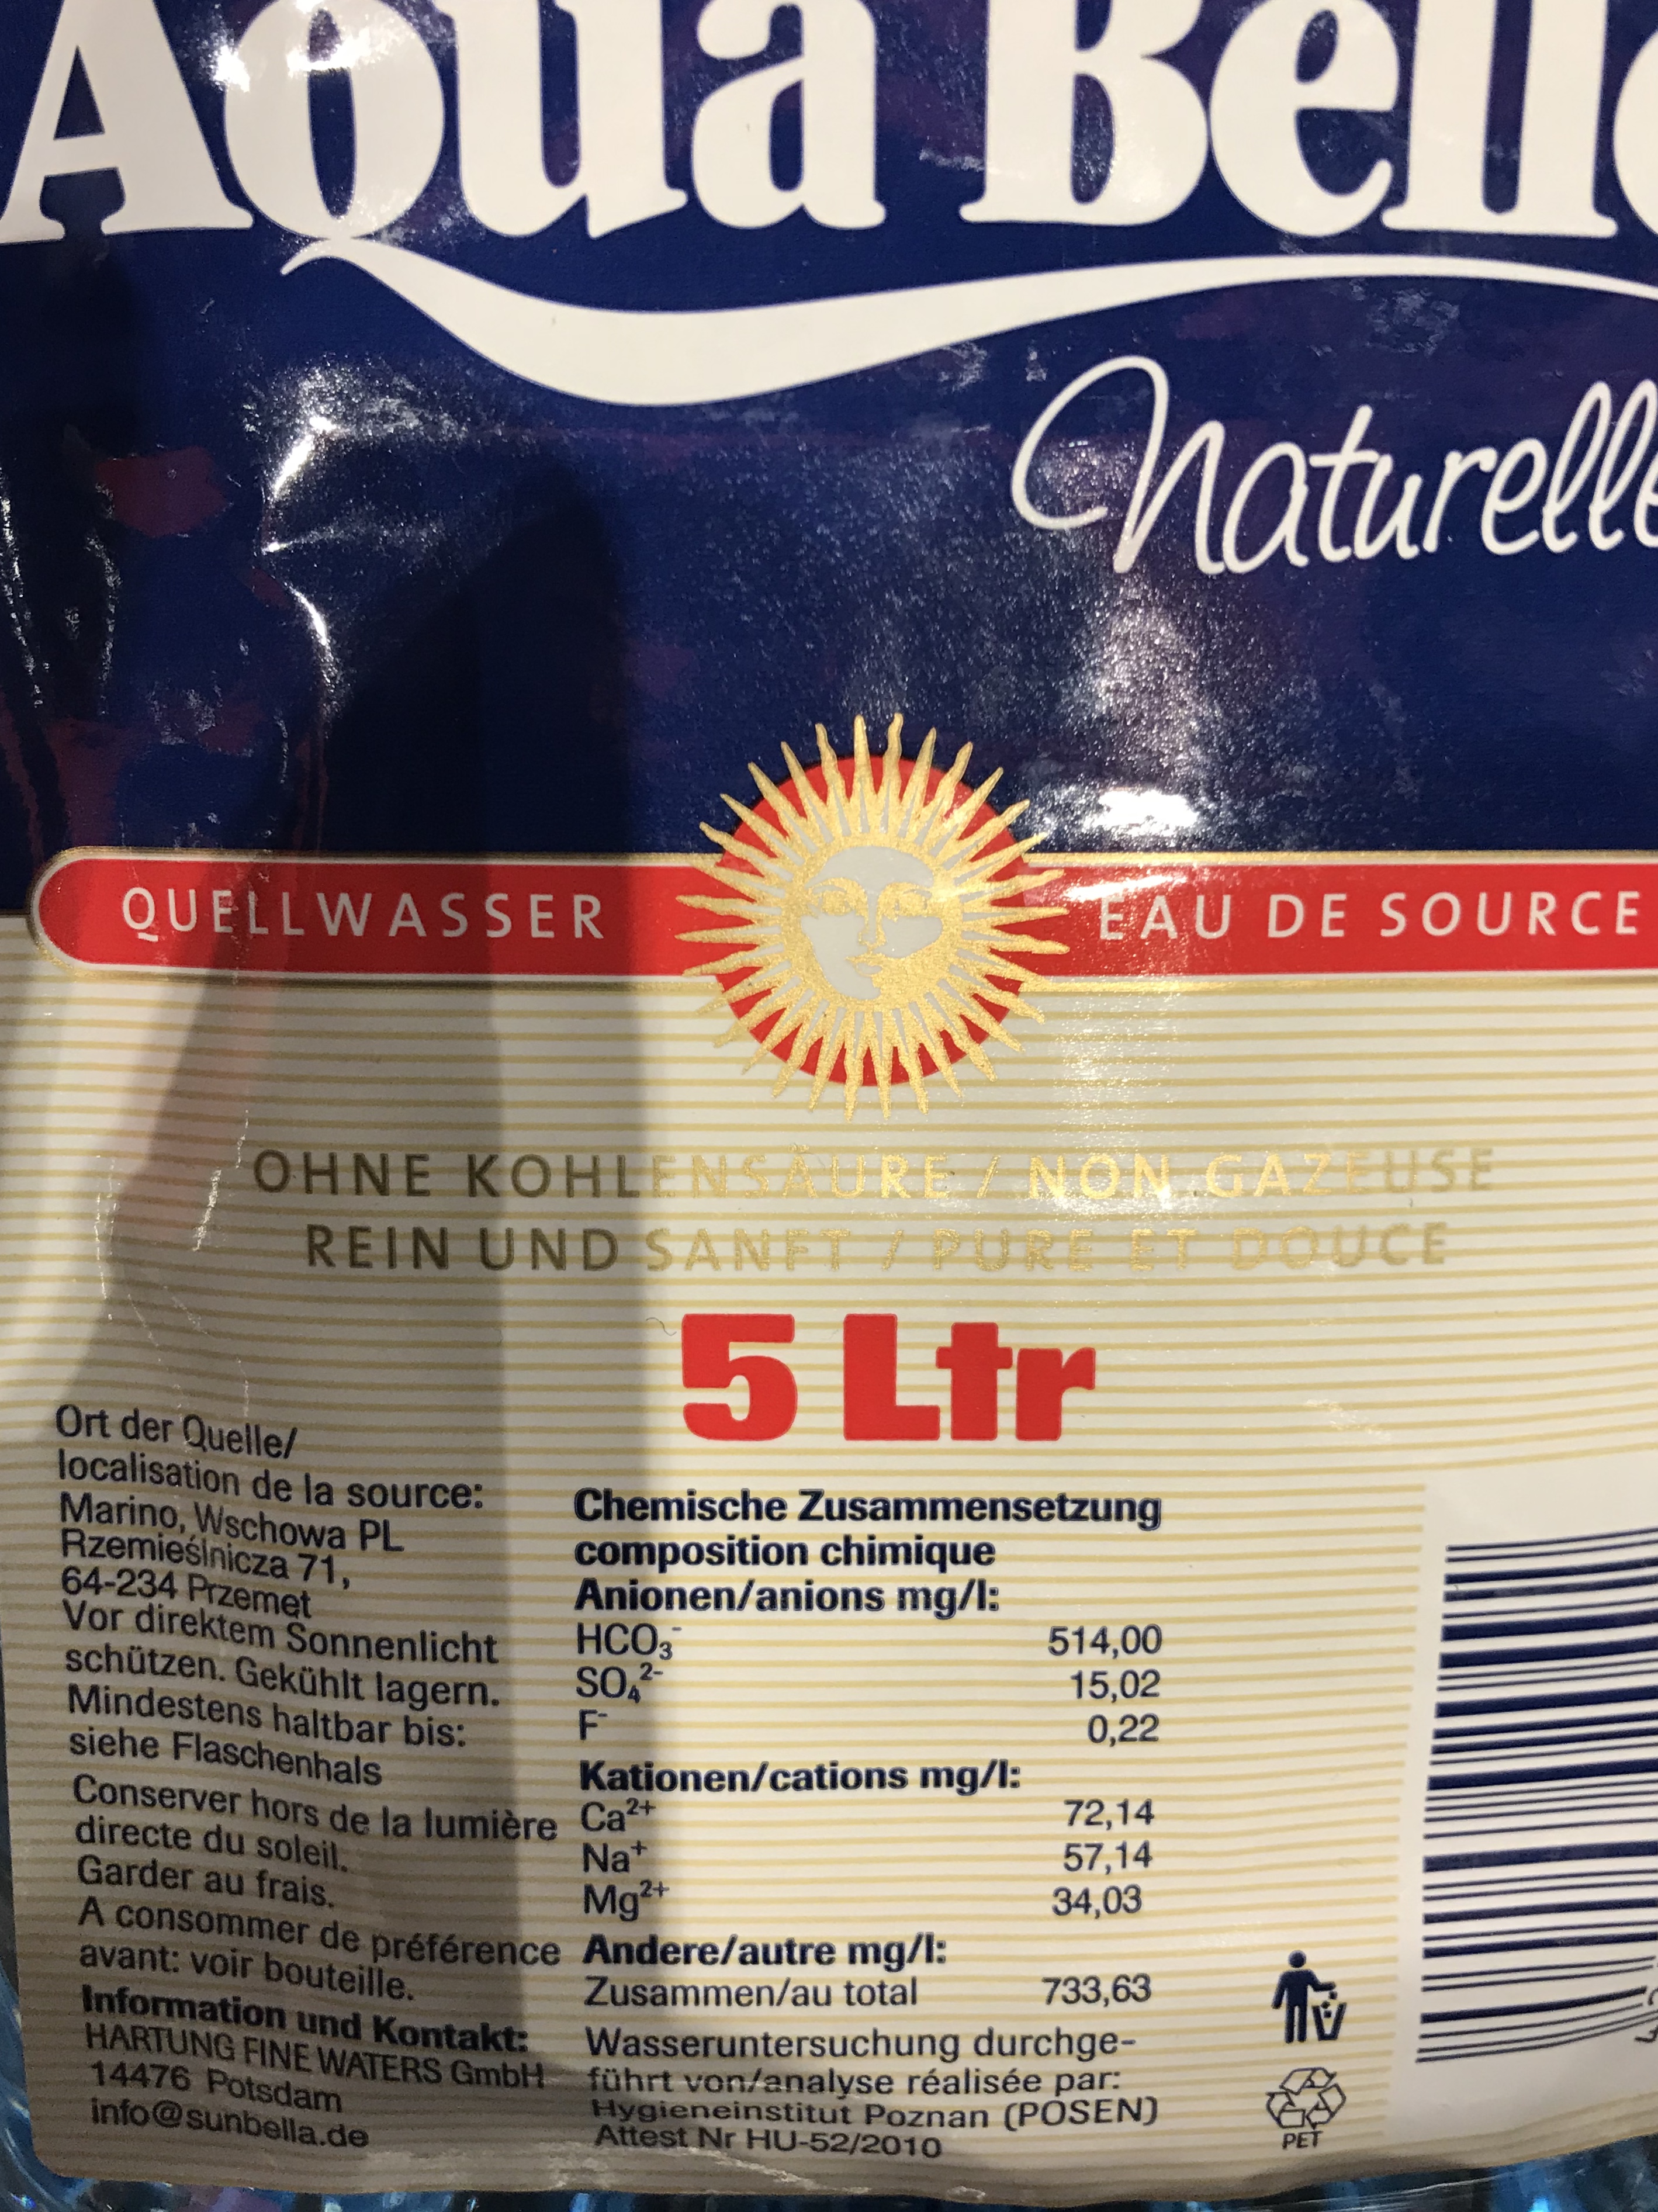 Aqua Bell
Naturelle
QUELLWASSER
EAU DE SOURCE
OHNE KOHLENSÄURE / NON GAZEUSE
REIN UND SANFT / PURE ET DOUCE
5 Ltr
Ort der Quelle/
localisation de la source:
Marino, Wschowa PL
Rzemieślnicza 71,
64-234 Przemęt
Vor direktem Sonnenlicht
schützen. Gekühlt lagern.
Mindestens haltbar bis:
siehe Flaschenhals
Conserver hors de la lumière
directe du soleil.
Garder au frais.
A consommer de préférence
avant: voir bouteille.
Information und Kontakt:
HARTUNG FINE WATERS GmbH
14476 Potsdam
info@sunbella.de
Chemische Zusammensetzung
composition chimique
Anionen/anions mg/l:
HCO₃⁻ 514,00
SO₄²⁻ 15,02
F⁻ 0,22
Kationen/cations mg/l:
Ca²⁺ 72,14
Na⁺ 57,14
Mg²⁺ 34,03
Andere/autre mg/l:
Zusammen/au total 733,63
Wasseruntersuchung durchge-
führt von/analyse réalisée par:
Hygieneinstitut Poznan (POSEN)
Attest Nr HU-52/2010
PET